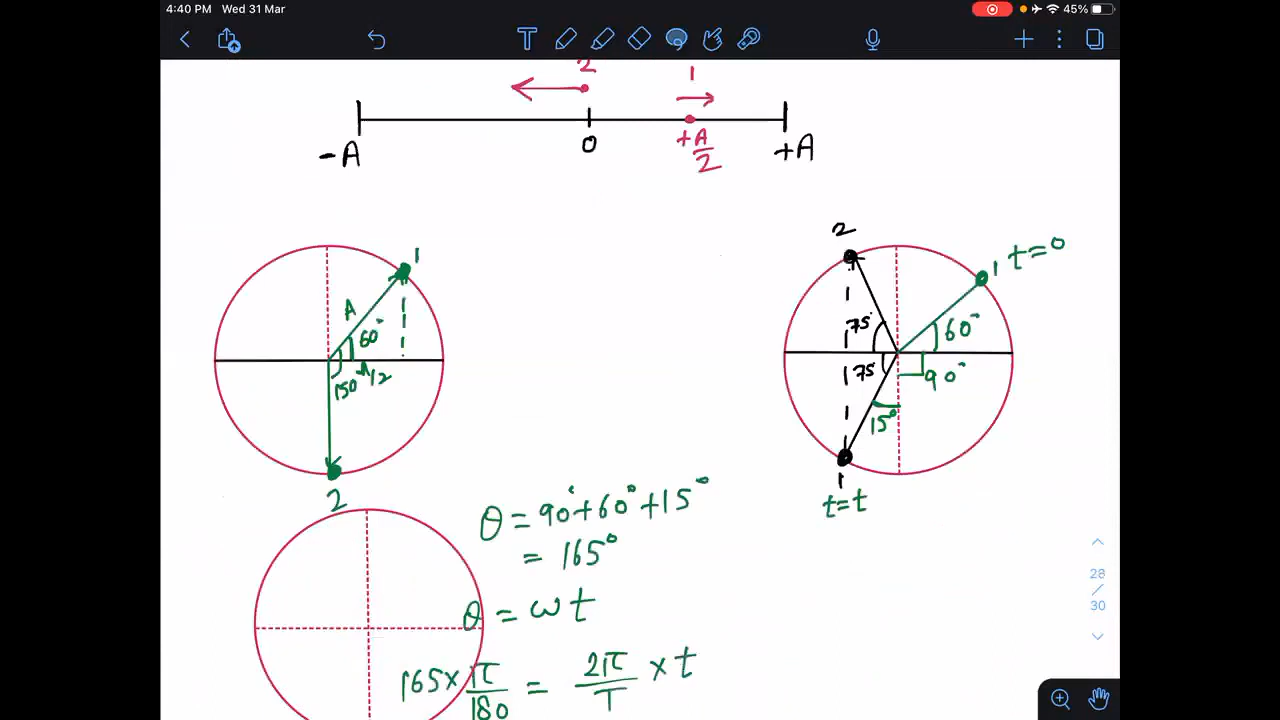 4:40 PM Wed 31 Mar
45%
T
2
1
-A
0
+A/2
+A
1
A
60°
150°
A/2
2
2
1 t=0
75°
60°
75
90°
15°
1
t=t
θ = 90°+60°+15°
= 165°
θ = ωt
165×π/180 = 2π/T × t
28
/
30